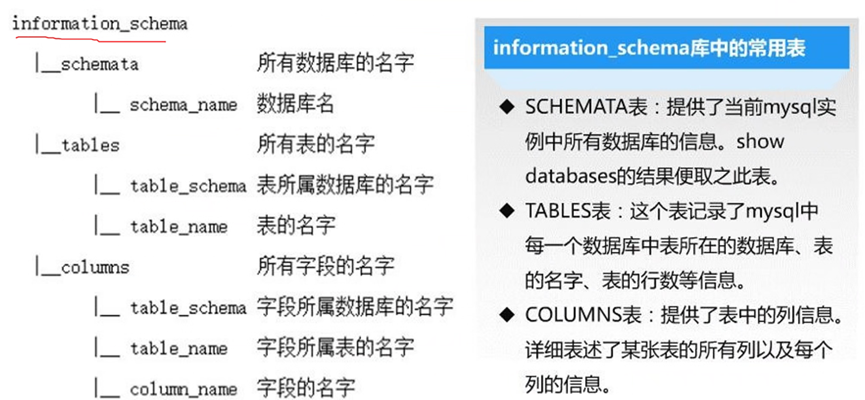 information_schema
|__schemata 所有数据库的名字
|__ schema_name 数据库名
|__tables 所有表的名字
|__ table_schema 表所属数据库的名字
|__ table_name 表的名字
|__columns 所有字段的名字
|__ table_schema 字段所属数据库的名字
|__ table_name 字段所属表的名字
|__ column_name 字段的名字
information_schema库中的常用表
◆ SCHEMATA表：提供了当前mysql实
例中所有数据库的信息。show
databases的结果便取之此表。
◆ TABLES表：这个表记录了mysql中
每一个数据库中表所在的数据库、表
的名字、表的行数等信息。
◆ COLUMNS表：提供了表中的列信息。
详细表述了某张表的所有列以及每个
列的信息。